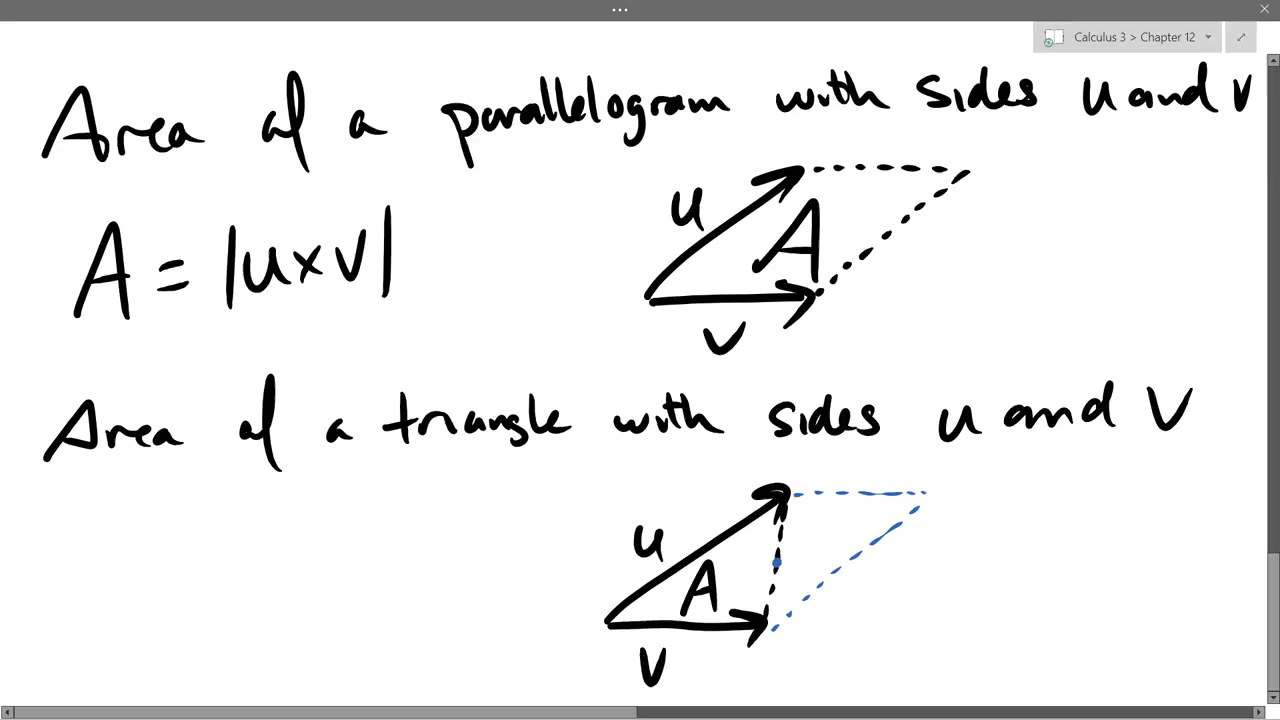 Calculus 3 > Chapter 12
Area of a parallelogram with sides u and v
u
A
A = |u×v|
v
Area of a triangle with sides u and v
u
A
v